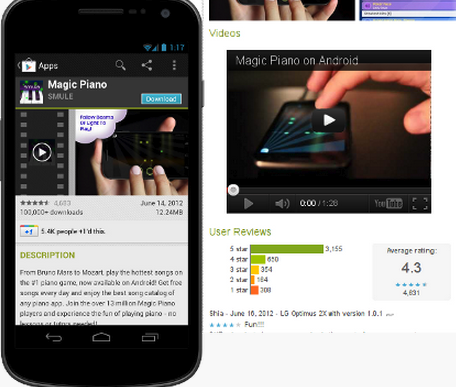 1:17
Apps
Magic Piano
SMULE
Download
Follow Beams
of Light To
Play!
4,683
100,000+ downloads
June 14, 2012
12.24MB
+1
5.4K people +1'd this.
DESCRIPTION
From Bruno Mars to Mozart, play the hottest songs on
the #1 piano game, now available on Android! Get free
songs every day and enjoy the best song catalog of
any piano app. Join the over 13 million Magic Piano
players and experience the fun of playing piano - no
lessons or tutors needed!
Videos
Magic Piano on Android
0:00 / 1:28
YouTube
User Reviews
5 star 3,155
4 star 650
3 star 354
2 star 164
1 star 308
Average rating:
4.3
4,631
Shia - June 16, 2012 - LG Optimus 2X with version 1.0.1
Fun!!!